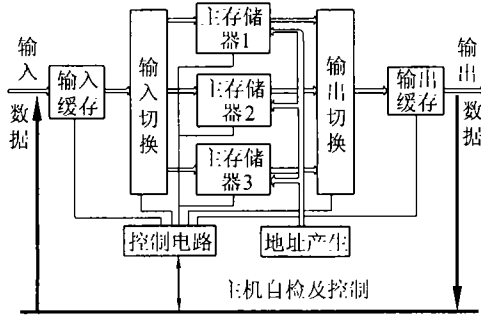 输入
数据
输入
缓存
输入切换
主存储
器1
主存储
器2
主存储
器3
输出切换
输出
缓存
输出
数据
控制电路
地址产生
主机自检及控制